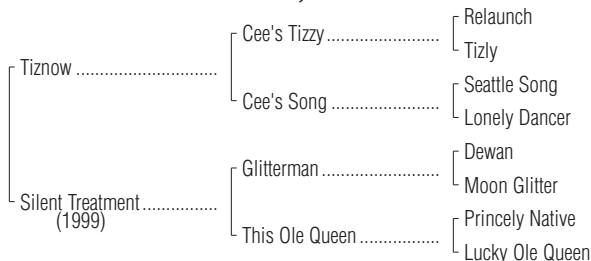 Relaunch
Cee's Tizzy
Tizly
Tiznow
Seattle Song
Cee's Song
Lonely Dancer
Dewan
Glitterman
Moon Glitter
Silent Treatment
(1999)
Princely Native
This Ole Queen
Lucky Ole Queen